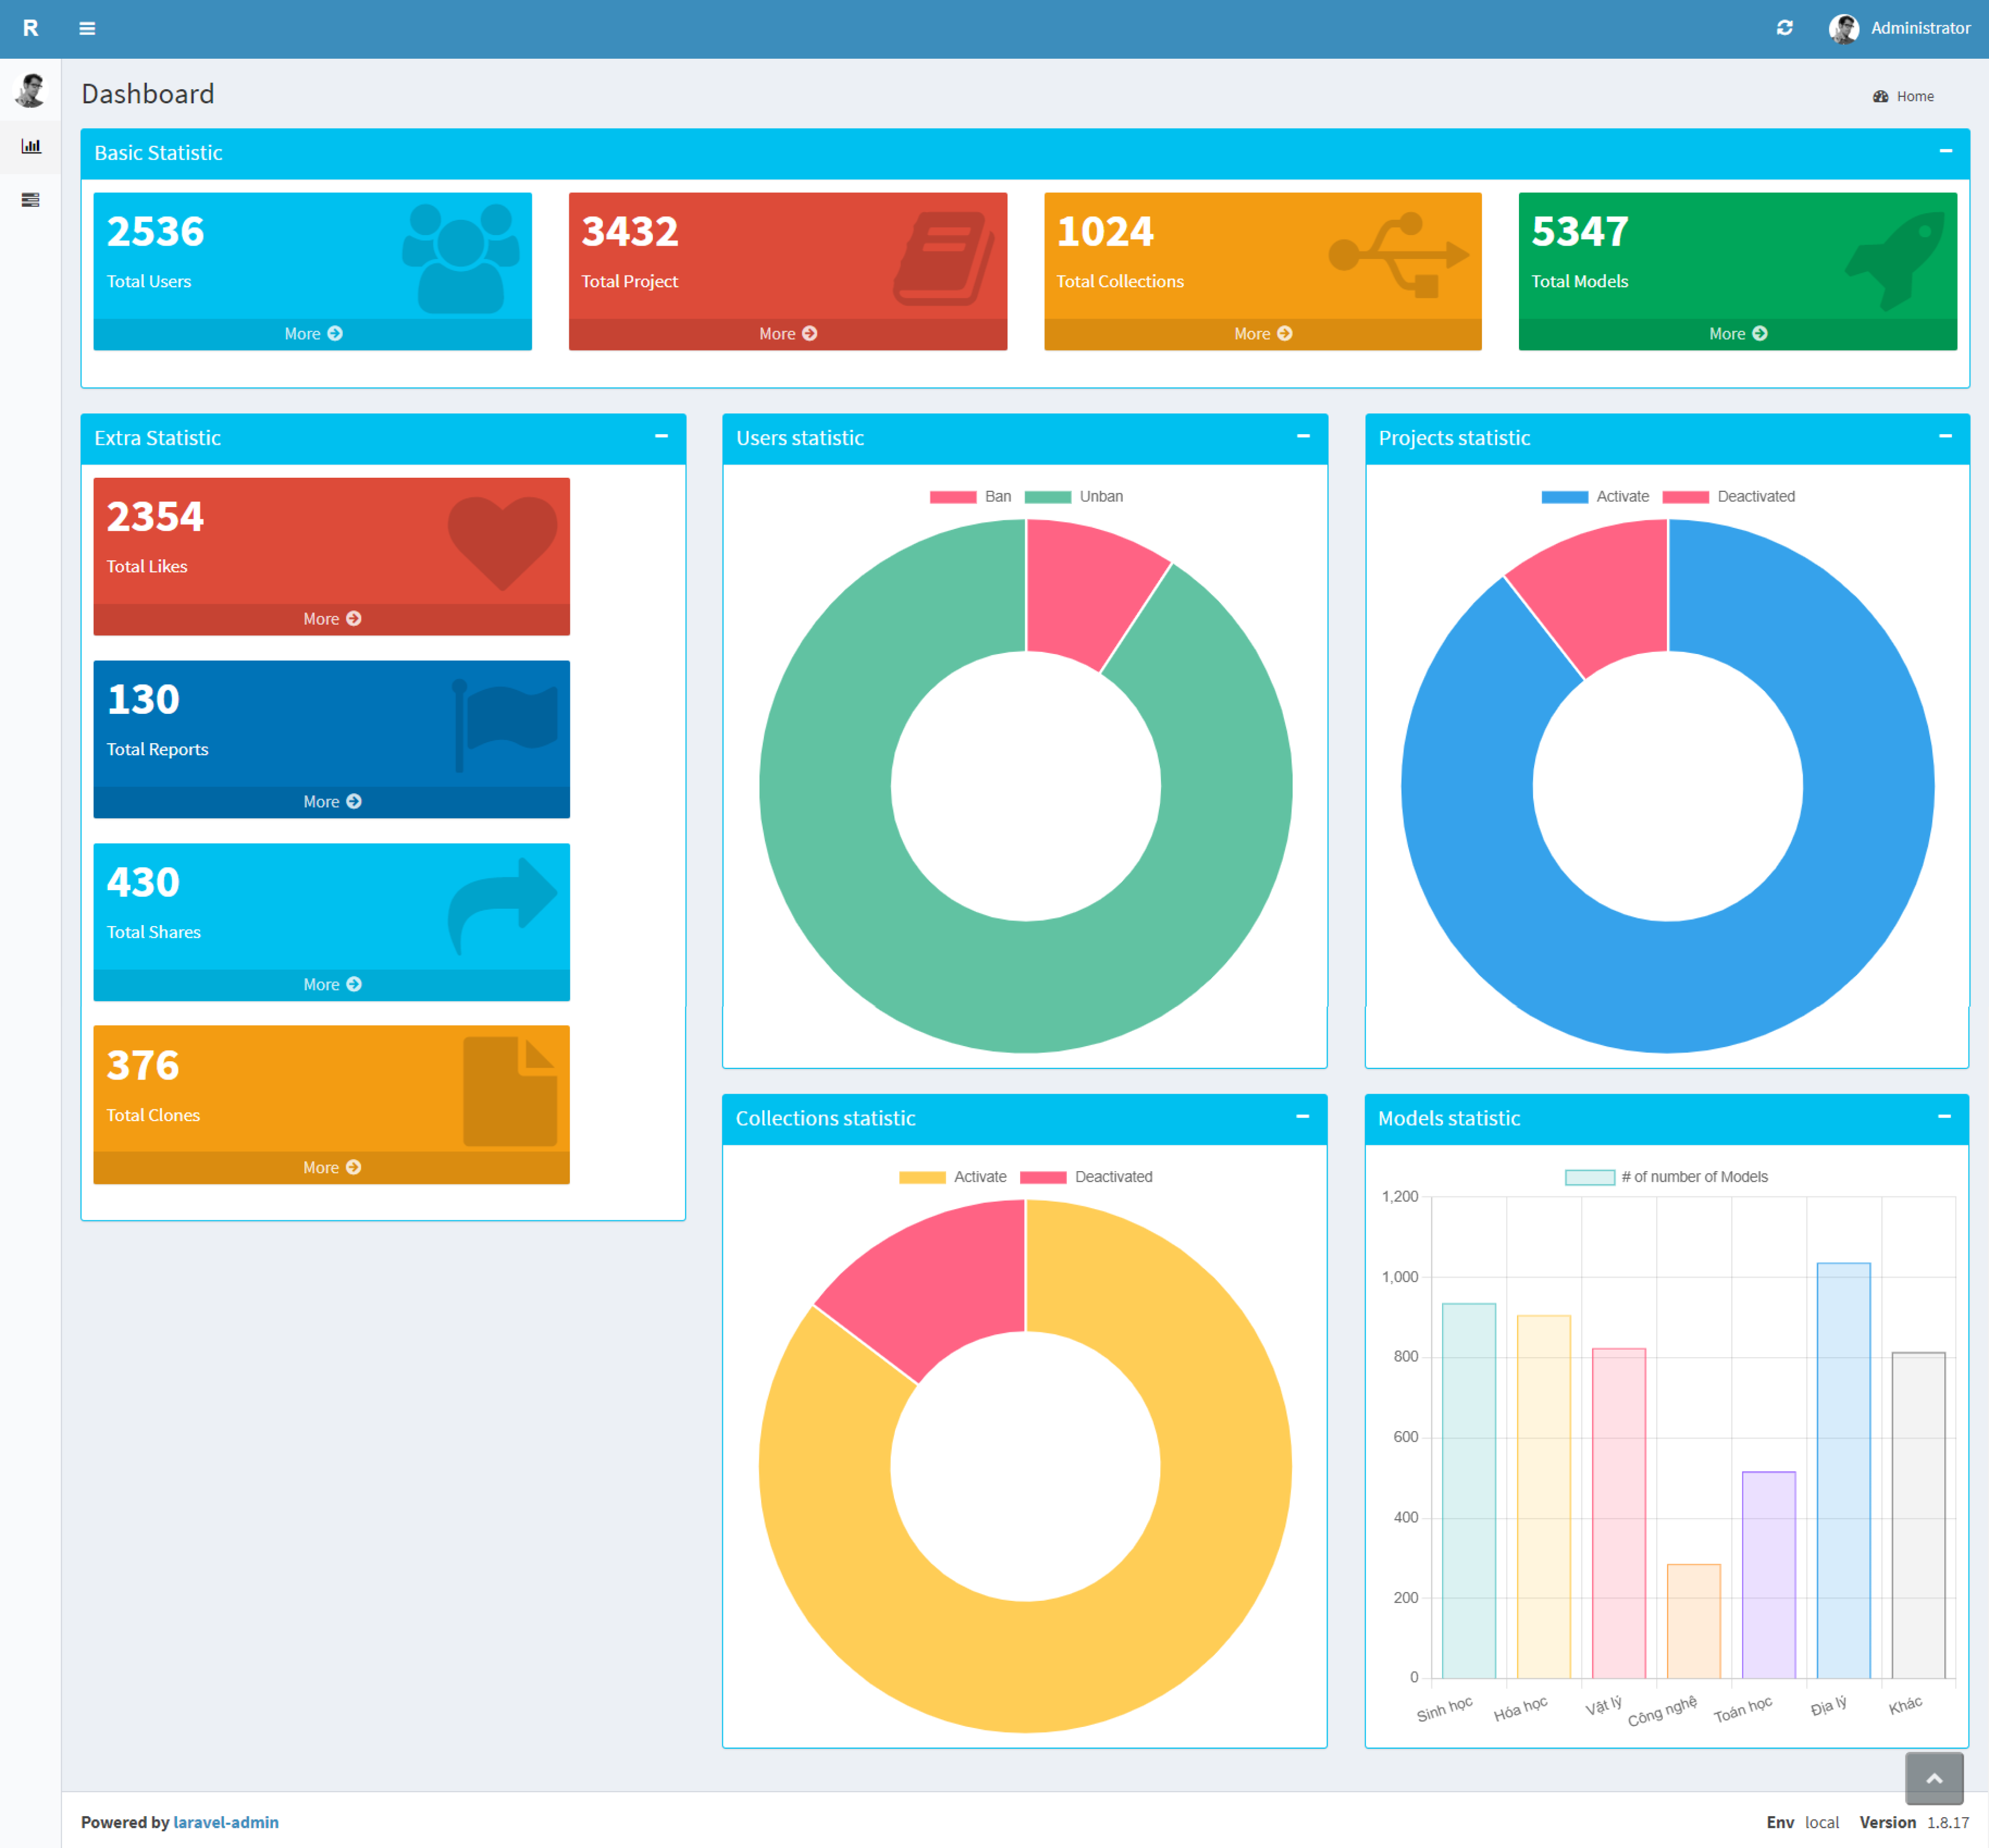 R
Administrator
Dashboard
Home
Basic Statistic
2536
Total Users
More
3432
Total Project
More
1024
Total Collections
More
5347
Total Models
More
Extra Statistic
2354
Total Likes
More
130
Total Reports
More
430
Total Shares
More
376
Total Clones
More
Users statistic
Ban Unban
Projects statistic
Activate Deactivated
Collections statistic
Activate Deactivated
Models statistic
# of number of Models
1,200
1,000
800
600
400
200
0
Sinh học
Hóa học
Vật lý
Công nghệ
Toán học
Địa lý
Khác
Powered by laravel-admin
Env local Version 1.8.17